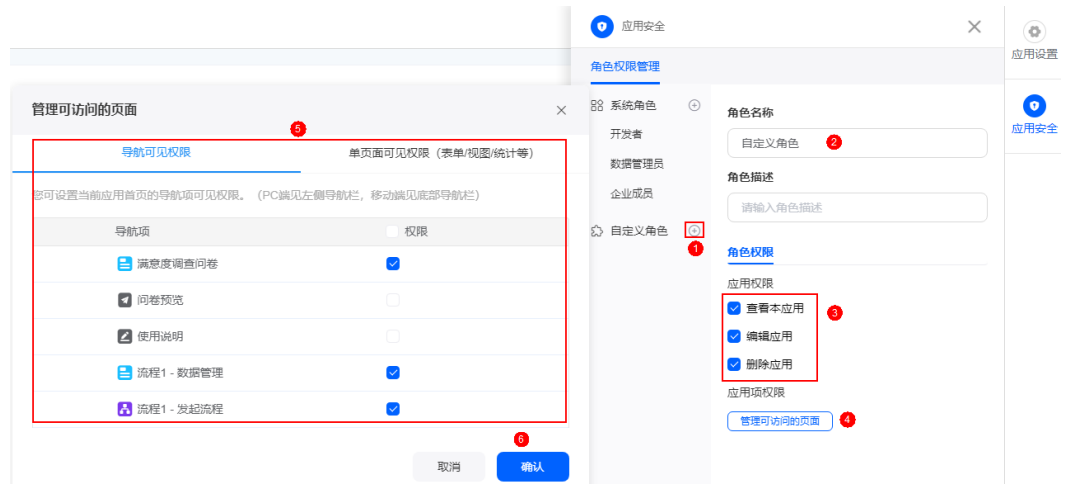 应用安全
应用设置
应用安全
角色权限管理
管理可访问的页面
5
导航可见权限
单页面可见权限（表单/视图/统计等）
您可设置当前应用首页的导航项可见权限。（PC端见左侧导航栏，移动端见底部导航栏）
导航项 权限
满意度调查问卷
问卷预览
使用说明
流程1 - 数据管理
流程1 - 发起流程
6
取消 确认
系统角色
开发者
数据管理员
企业成员
自定义角色
1
角色名称
自定义角色 2
角色描述
请输入角色描述
角色权限
应用权限
查看本应用
3
编辑应用
删除应用
应用项权限
管理可访问的页面 4